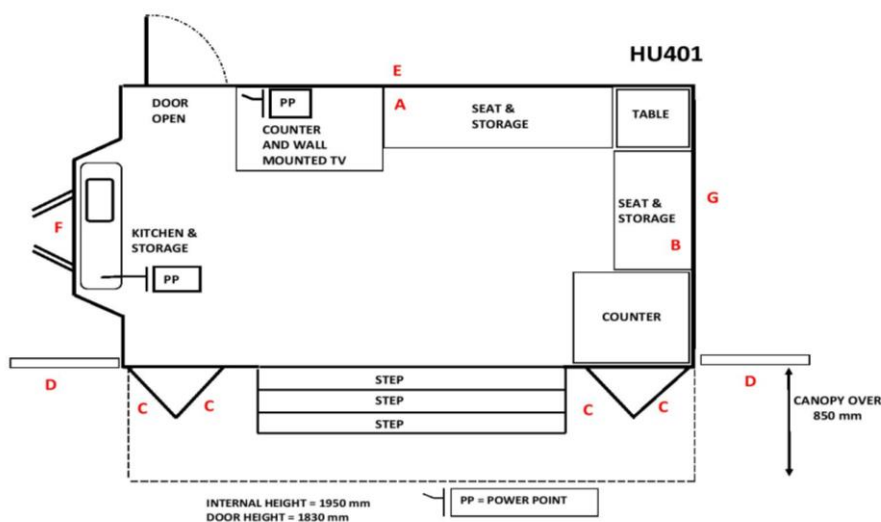 HU401
E
DOOR
OPEN
PP
COUNTER
AND WALL
MOUNTED TV
A
SEAT &
STORAGE
TABLE
SEAT &
STORAGE
B
G
F
KITCHEN &
STORAGE
PP
COUNTER
D
D
C
C
C
C
STEP
STEP
STEP
CANOPY OVER
850 mm
INTERNAL HEIGHT = 1950 mm
DOOR HEIGHT = 1830 mm
PP = POWER POINT